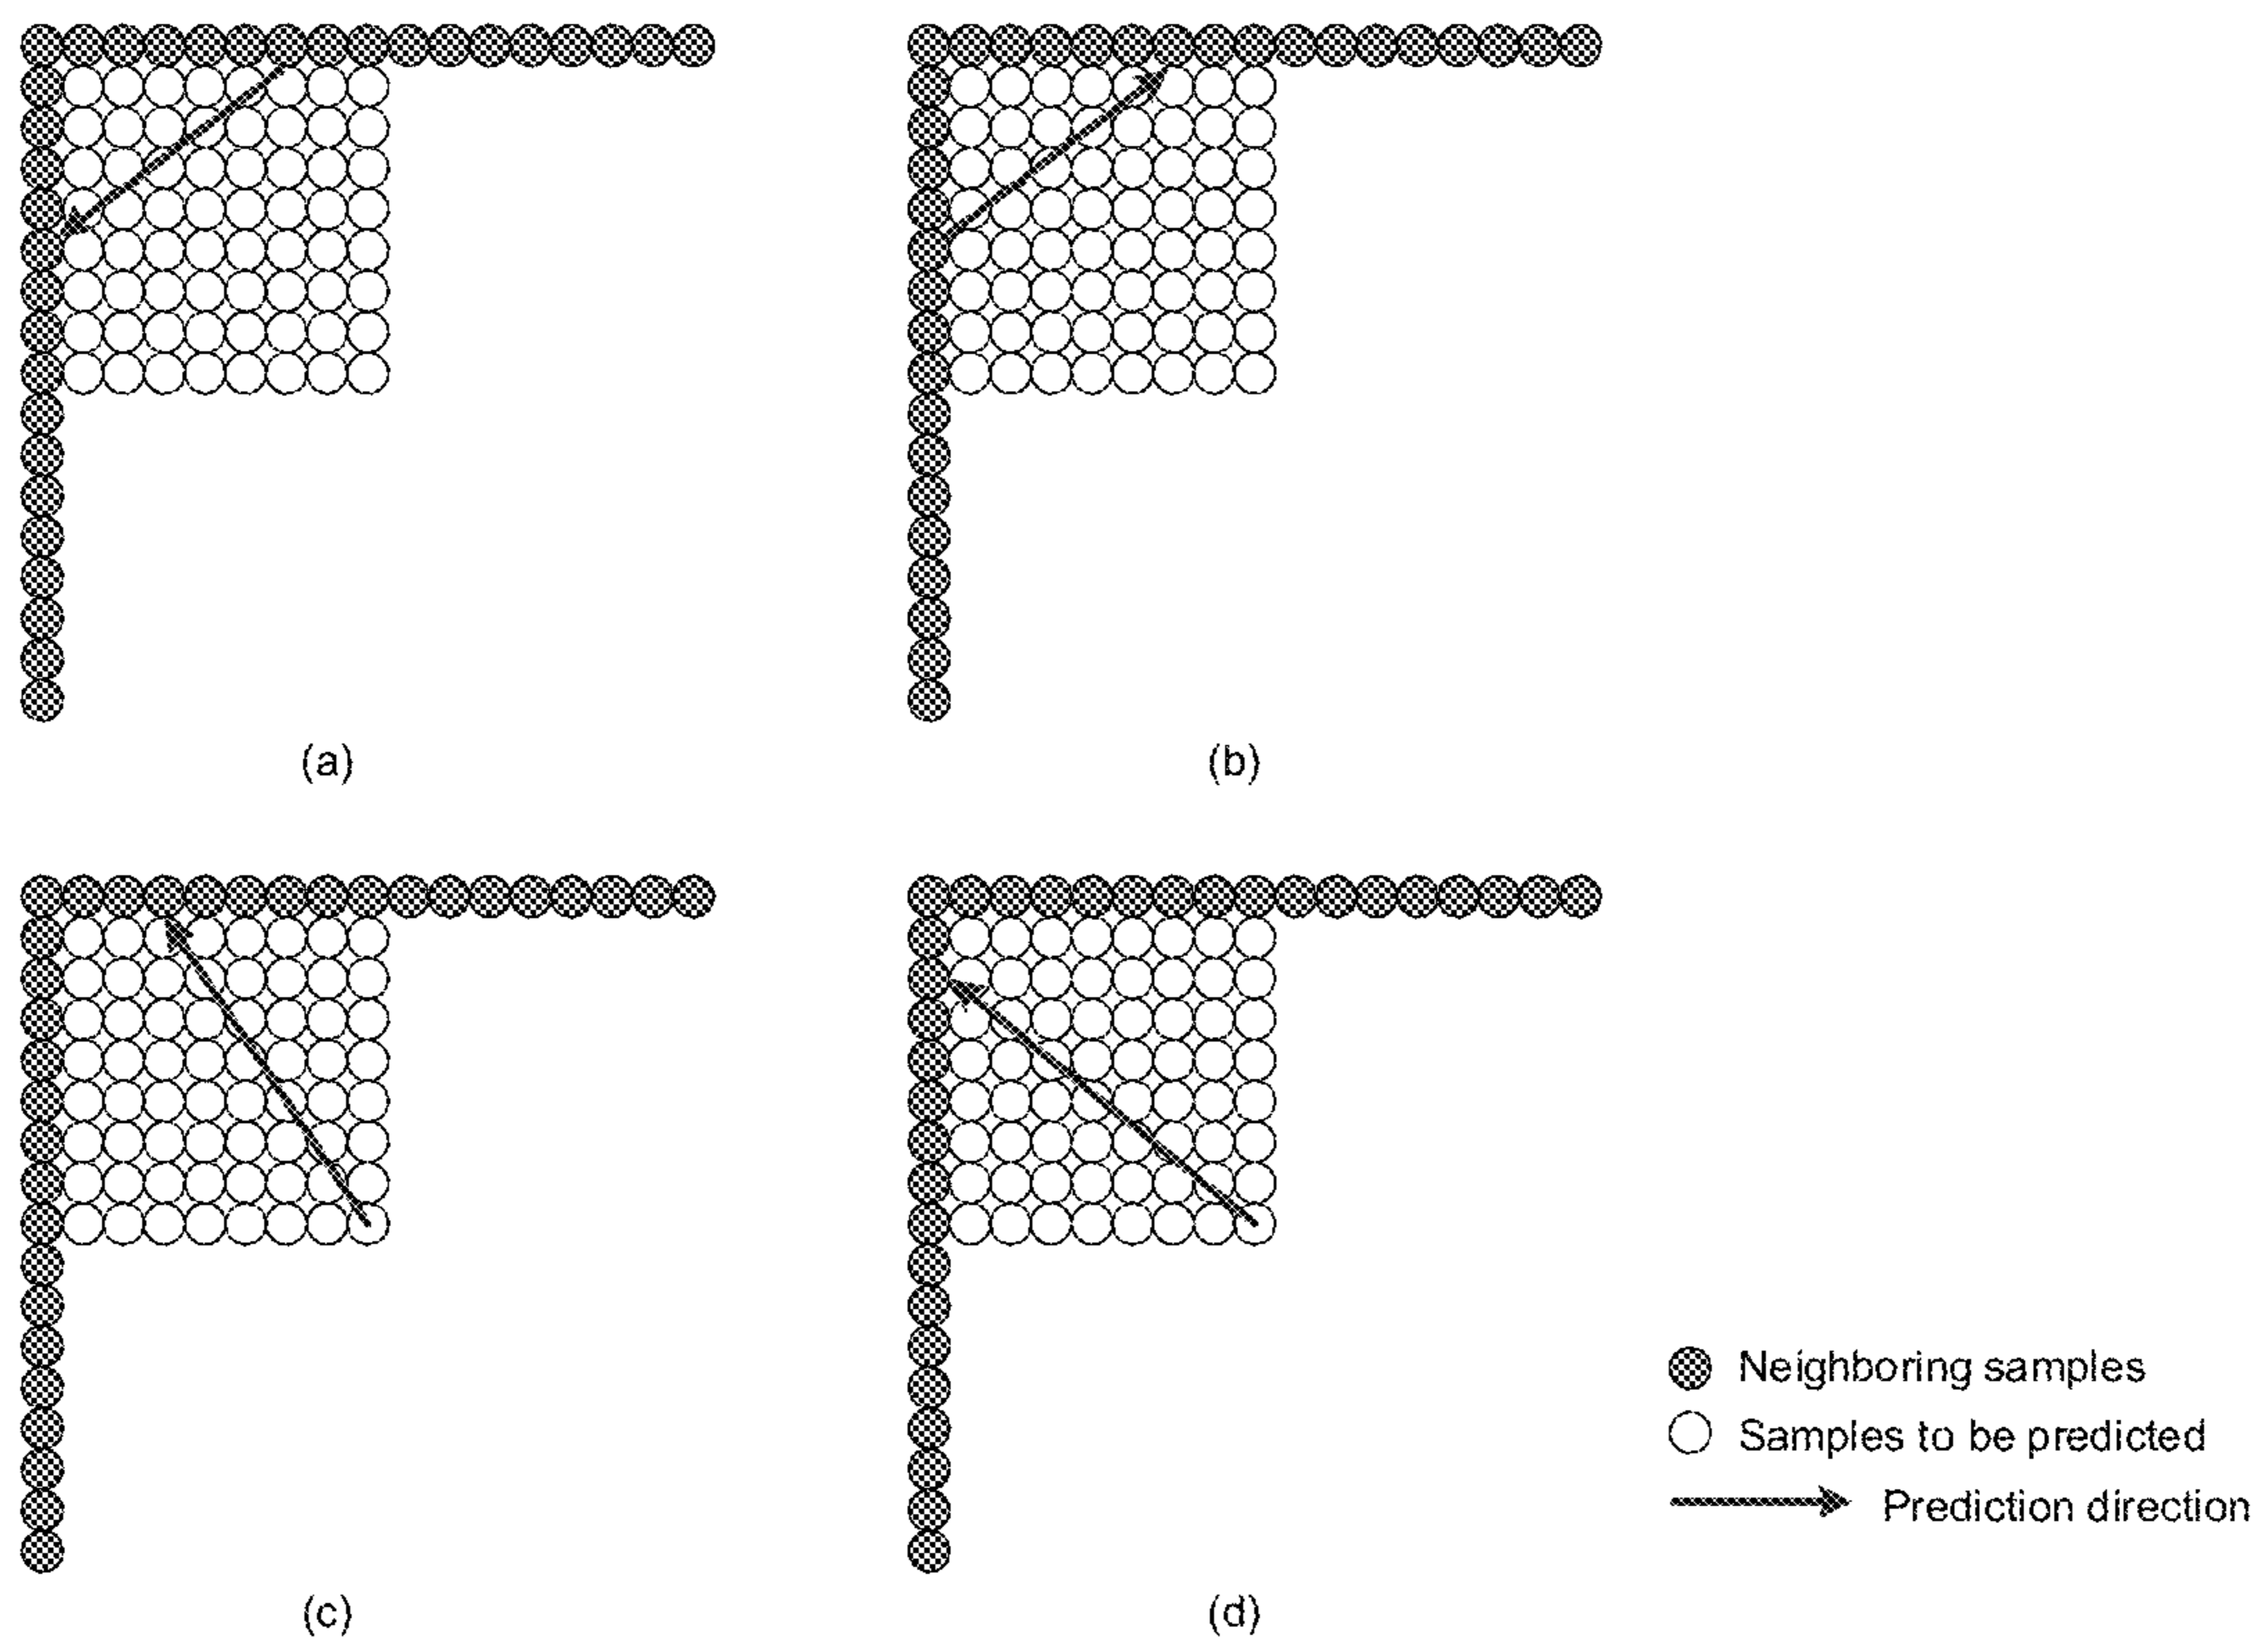 (a)
(b)
(c)
(d)
Neighboring samples
Samples to be predicted
Prediction direction